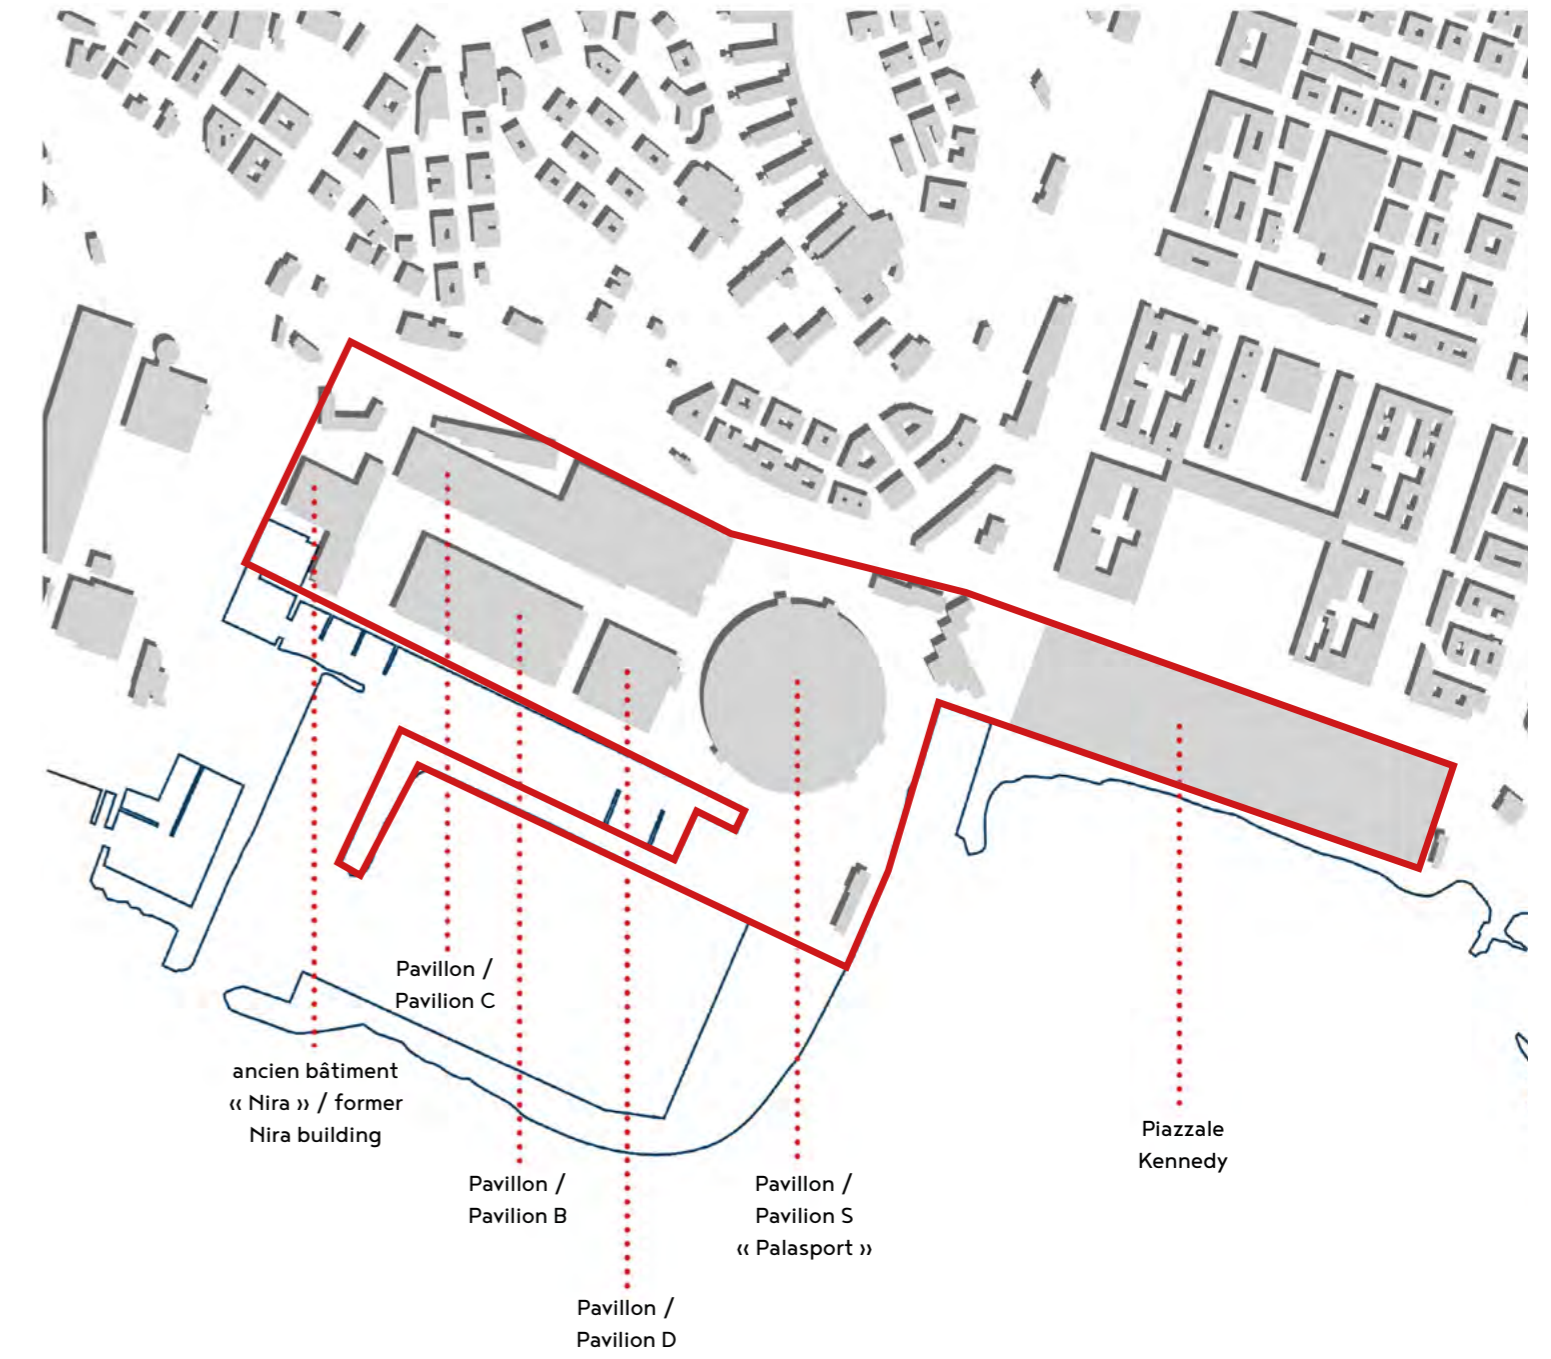 Pavillon /
Pavilion C
ancien bâtiment
‹‹ Nira ›› / former
Nira building
Pavillon /
Pavilion B
Pavillon /
Pavilion S
‹‹ Palasport ››
Piazzale
Kennedy
Pavillon /
Pavilion D